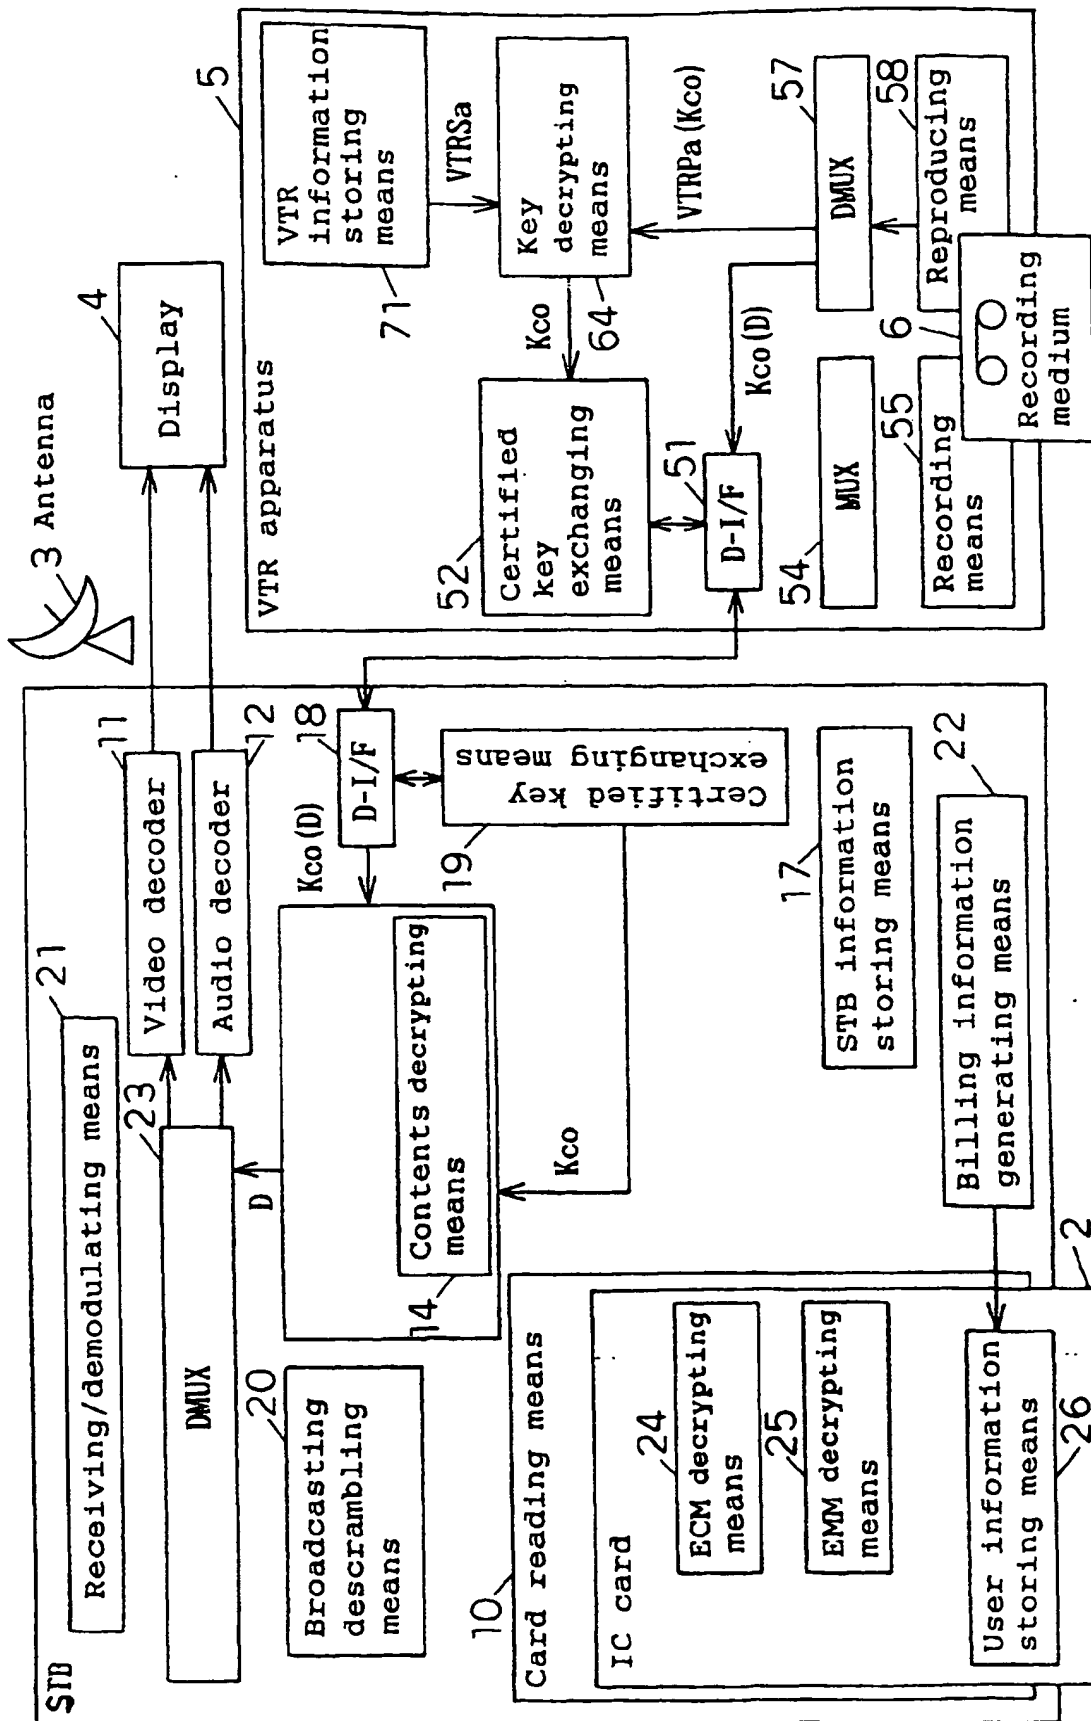 STB
21
Receiving/demodulating means
23
DMUX
11
Video decoder
12
Audio decoder
3 Antenna
4
Display
20
Broadcasting
descrambling
means
D
14
Contents decrypting
means
Kco
Kco(D)
18
D-I/F
19
Certified key
exchanging means
17
STB information
storing means
22
Billing information
generating means
10
Card reading means
IC card
2
24
ECM decrypting
means
25
EMM decrypting
means
User information
storing means
26
5
VTR apparatus
VTR
information
storing
means
71
VTRSa
Key
decrypting
means
64
Kco
52
Certified
key
exchanging
means
51
D-I/F
Kco(D)
VTRPa(Kco)
54
MUX
57
DMUX
55
Recording
means
58
Reproducing
means
6
Recording
medium